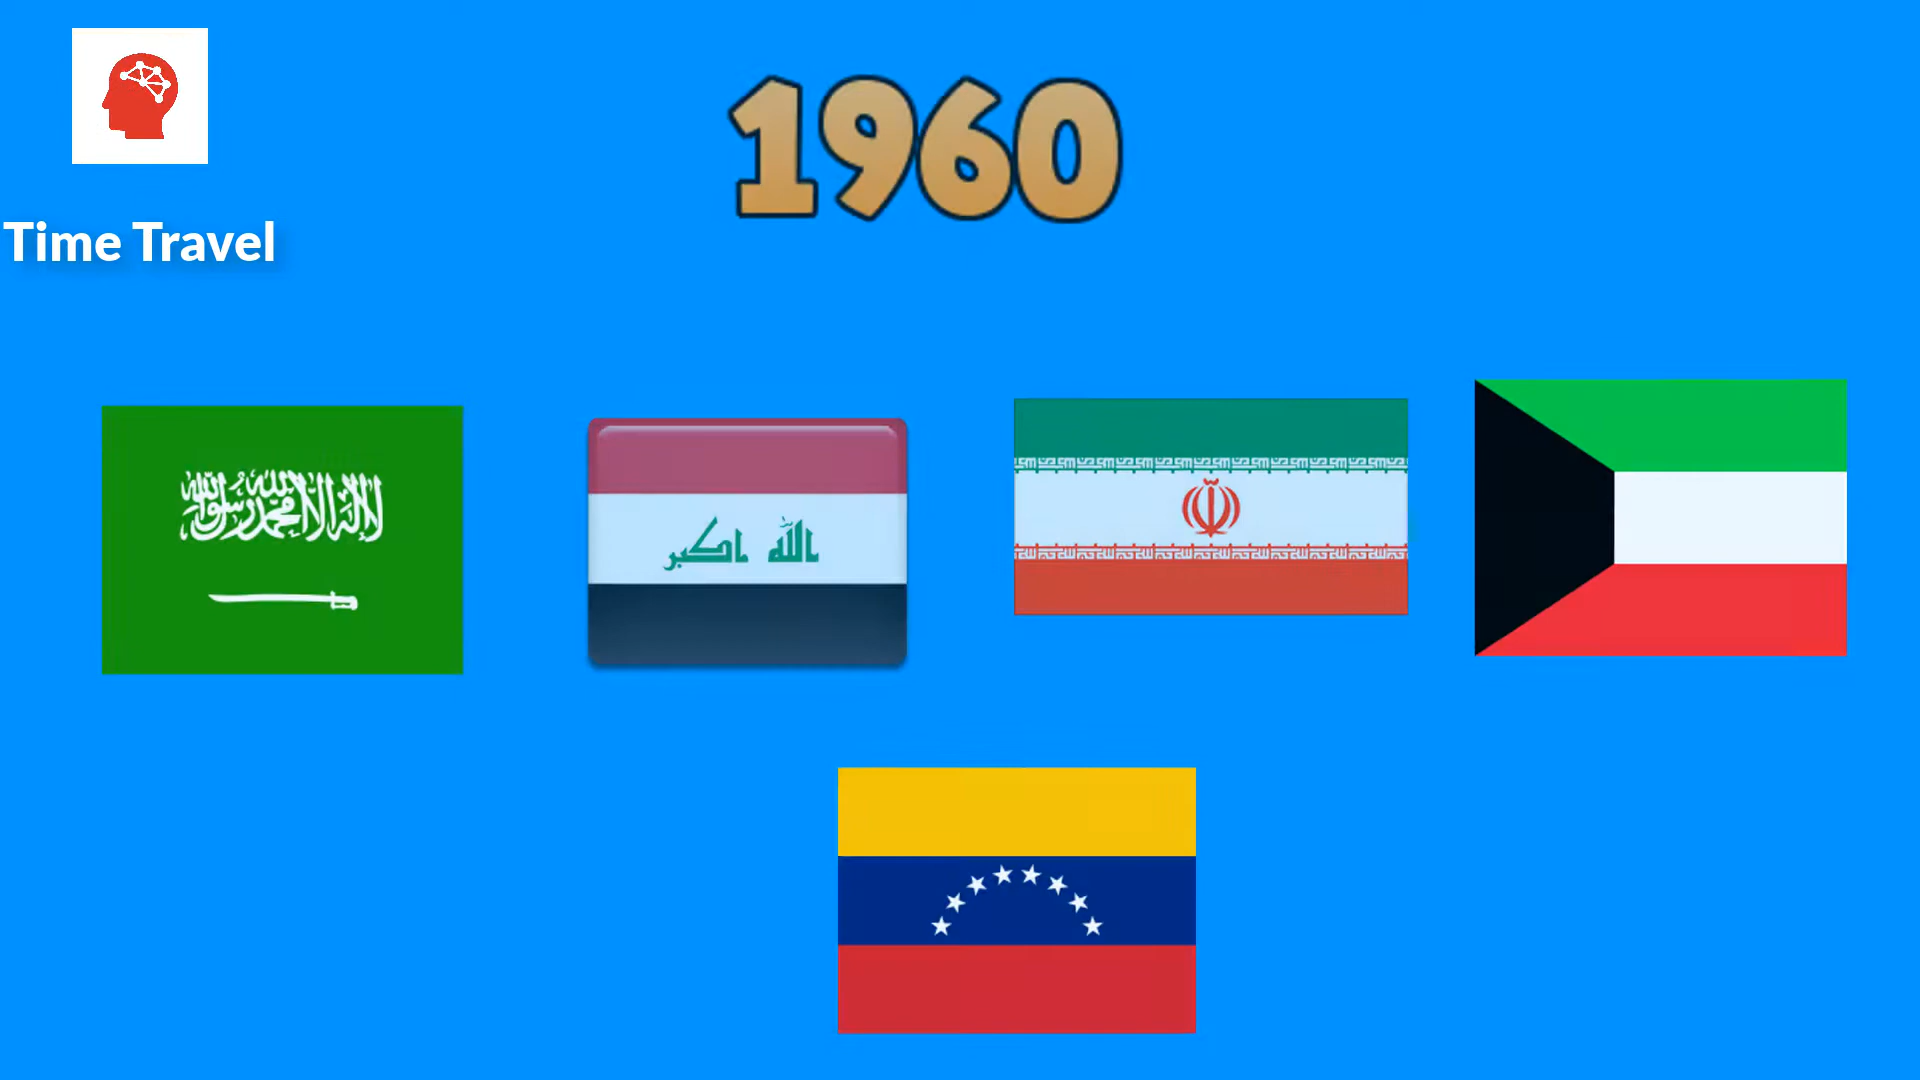 1960
Time Travel
لا إله إلا الله محمد رسول الله
الله اكبر